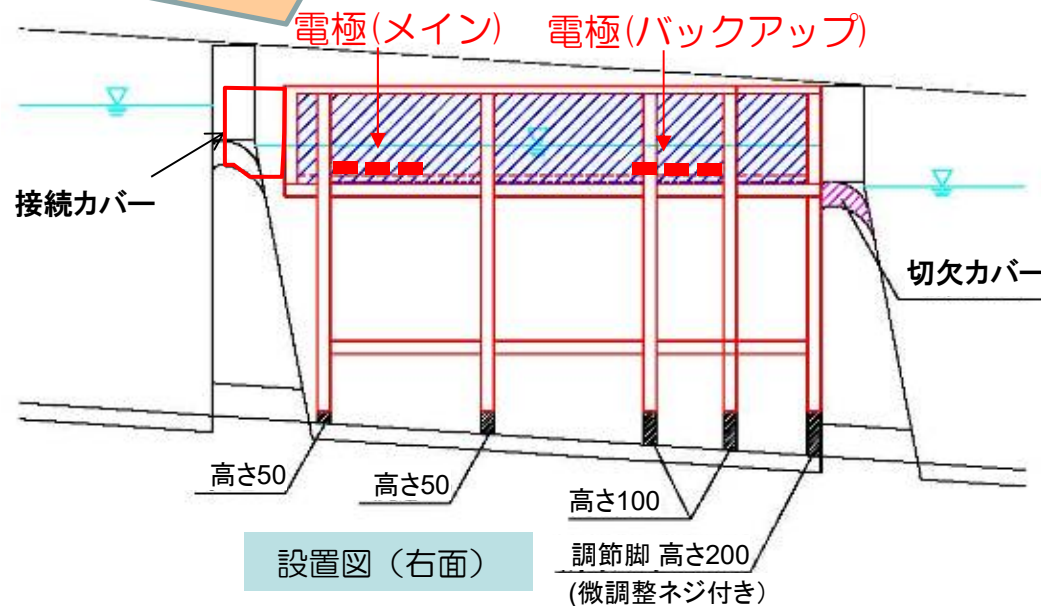 電極(メイン)
電極(バックアップ)
接続カバー
切欠カバー
高さ50
高さ50
高さ100
調節脚 高さ200
(微調整ネジ付き)
設置図（右面）